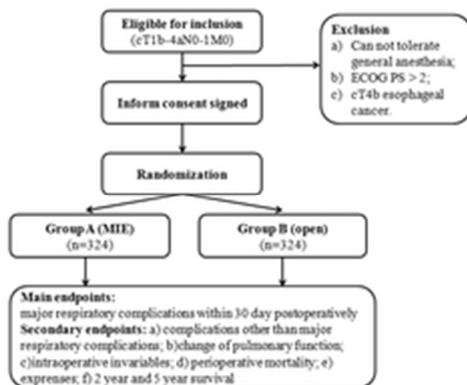 Eligible for inclusion
(cT1b-4aN0-1M0)
Exclusion
a) Can not tolerate
general anesthesia;
b) ECOG PS > 2;
c) cT4b esophageal
cancer.
Inform consent signed
Randomization
Group A (MIE)
(n=324)
Group B (open)
(n=324)
Main endpoints:
major respiratory complications within 30 day postoperatively
Secondary endpoints: a) complications other than major
respiratory complications; b)change of pulmonary function;
c)intraoperative invariables; d) perioperative mortality; e)
exprenses; f) 2 year and 5 year survival